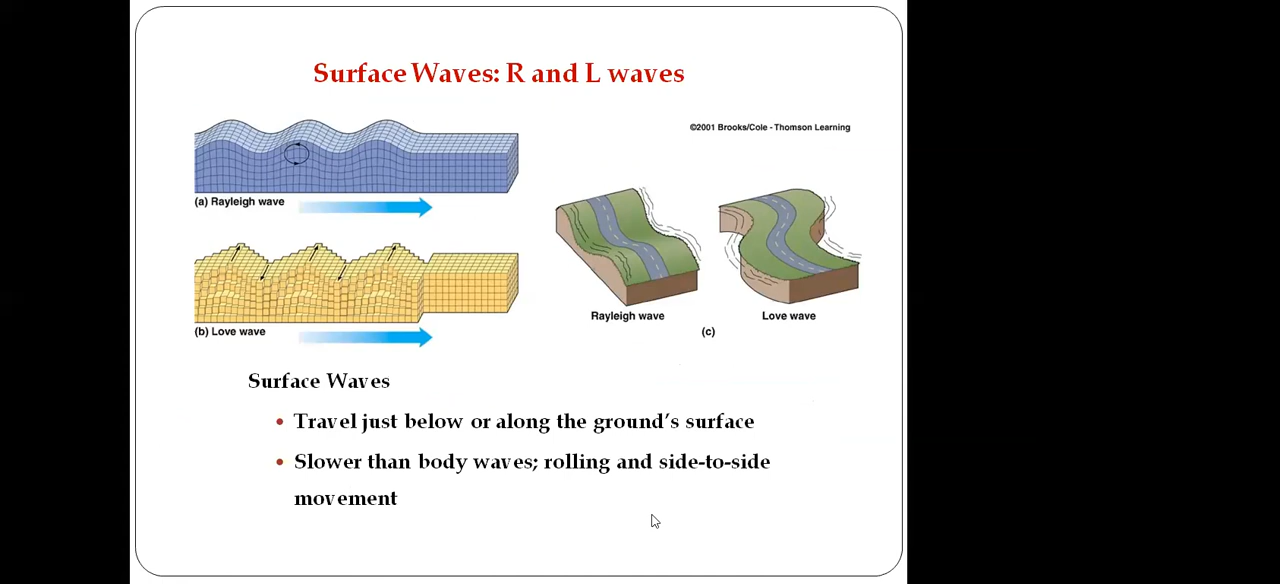 Surface Waves: R and L waves
©2001 Brooks/Cole - Thomson Learning
(a) Rayleigh wave
(b) Love wave
Rayleigh wave
Love wave
(c)
Surface Waves
• Travel just below or along the ground's surface
• Slower than body waves; rolling and side-to-side
movement